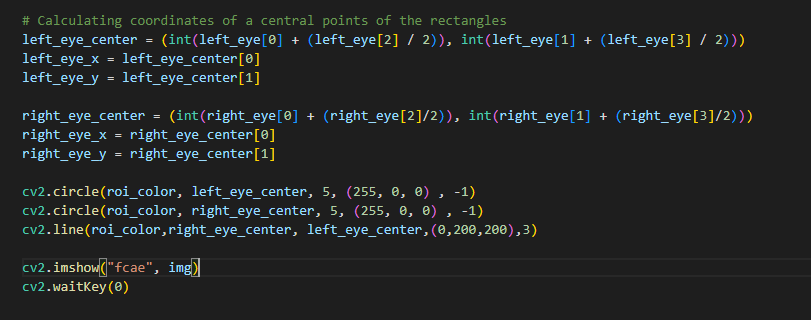 # Calculating coordinates of a central points of the rectangles
left_eye_center = (int(left_eye[0] + (left_eye[2] / 2)), int(left_eye[1] + (left_eye[3] / 2)))
left_eye_x = left_eye_center[0]
left_eye_y = left_eye_center[1]
right_eye_center = (int(right_eye[0] + (right_eye[2]/2)), int(right_eye[1] + (right_eye[3]/2)))
right_eye_x = right_eye_center[0]
right_eye_y = right_eye_center[1]
cv2.circle(roi_color, left_eye_center, 5, (255, 0, 0) , -1)
cv2.circle(roi_color, right_eye_center, 5, (255, 0, 0) , -1)
cv2.line(roi_color,right_eye_center, left_eye_center,(0,200,200),3)
cv2.imshow("fcae", img)
cv2.waitKey(0)